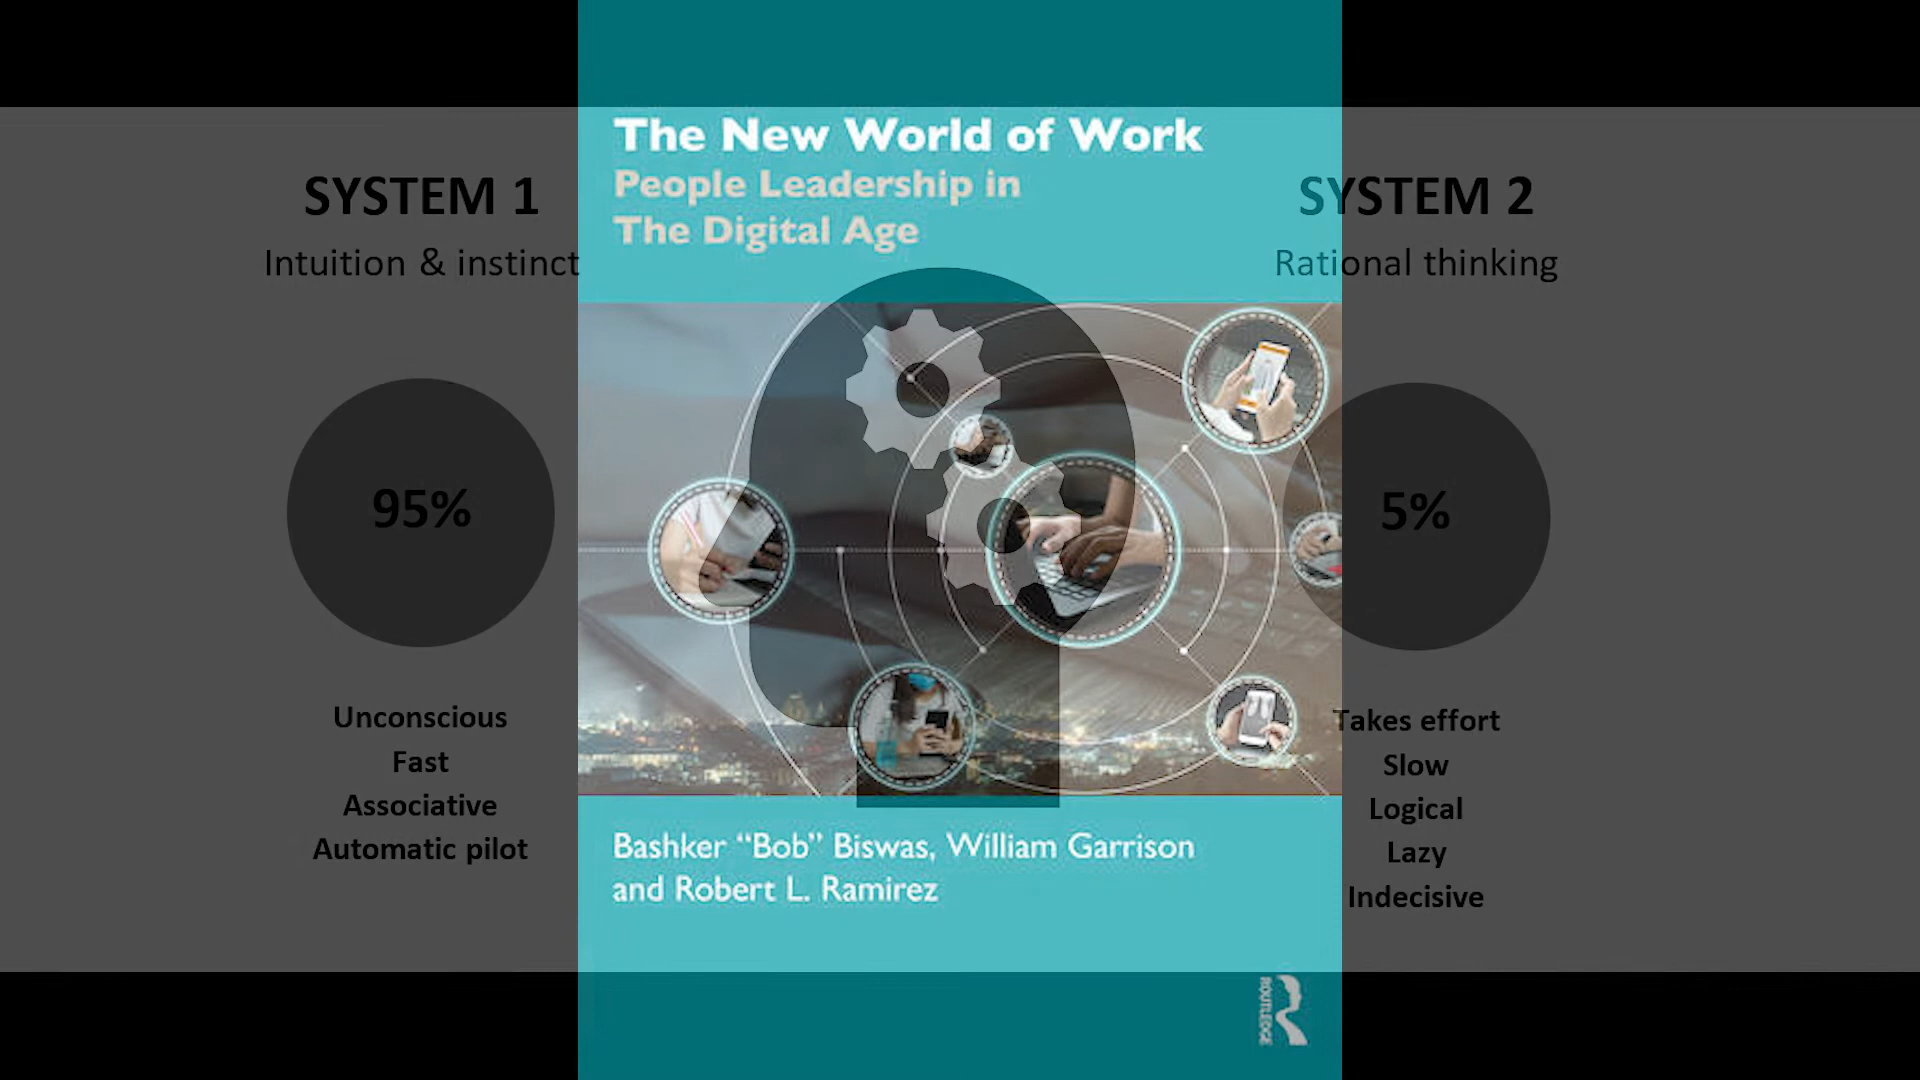 The New World of Work
People Leadership in
The Digital Age
Bashker “Bob” Biswas, William Garrison
and Robert L. Ramirez
ROUTLEDGE
SYSTEM 1
Intuition & instinct
95%
Unconscious
Fast
Associative
Automatic pilot
SYSTEM 2
Rational thinking
5%
Takes effort
Slow
Logical
Lazy
Indecisive